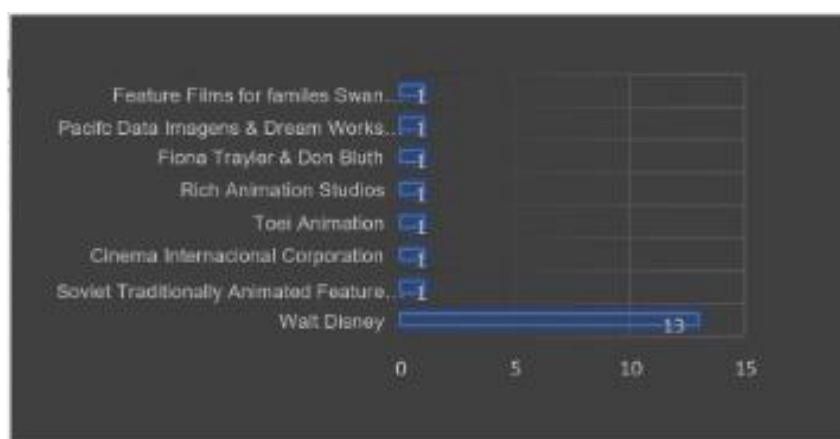 Feature Films for familes Swan... 1
Pacifc Data Imagens & Dream Works... 1
Fiona Trayler & Don Bluth 1
Rich Animation Studios 1
Toei Animation 1
Cinema Internacional Corporation 1
Soviet Traditionally Animated Feature... 1
Walt Disney 13
0 5 10 15